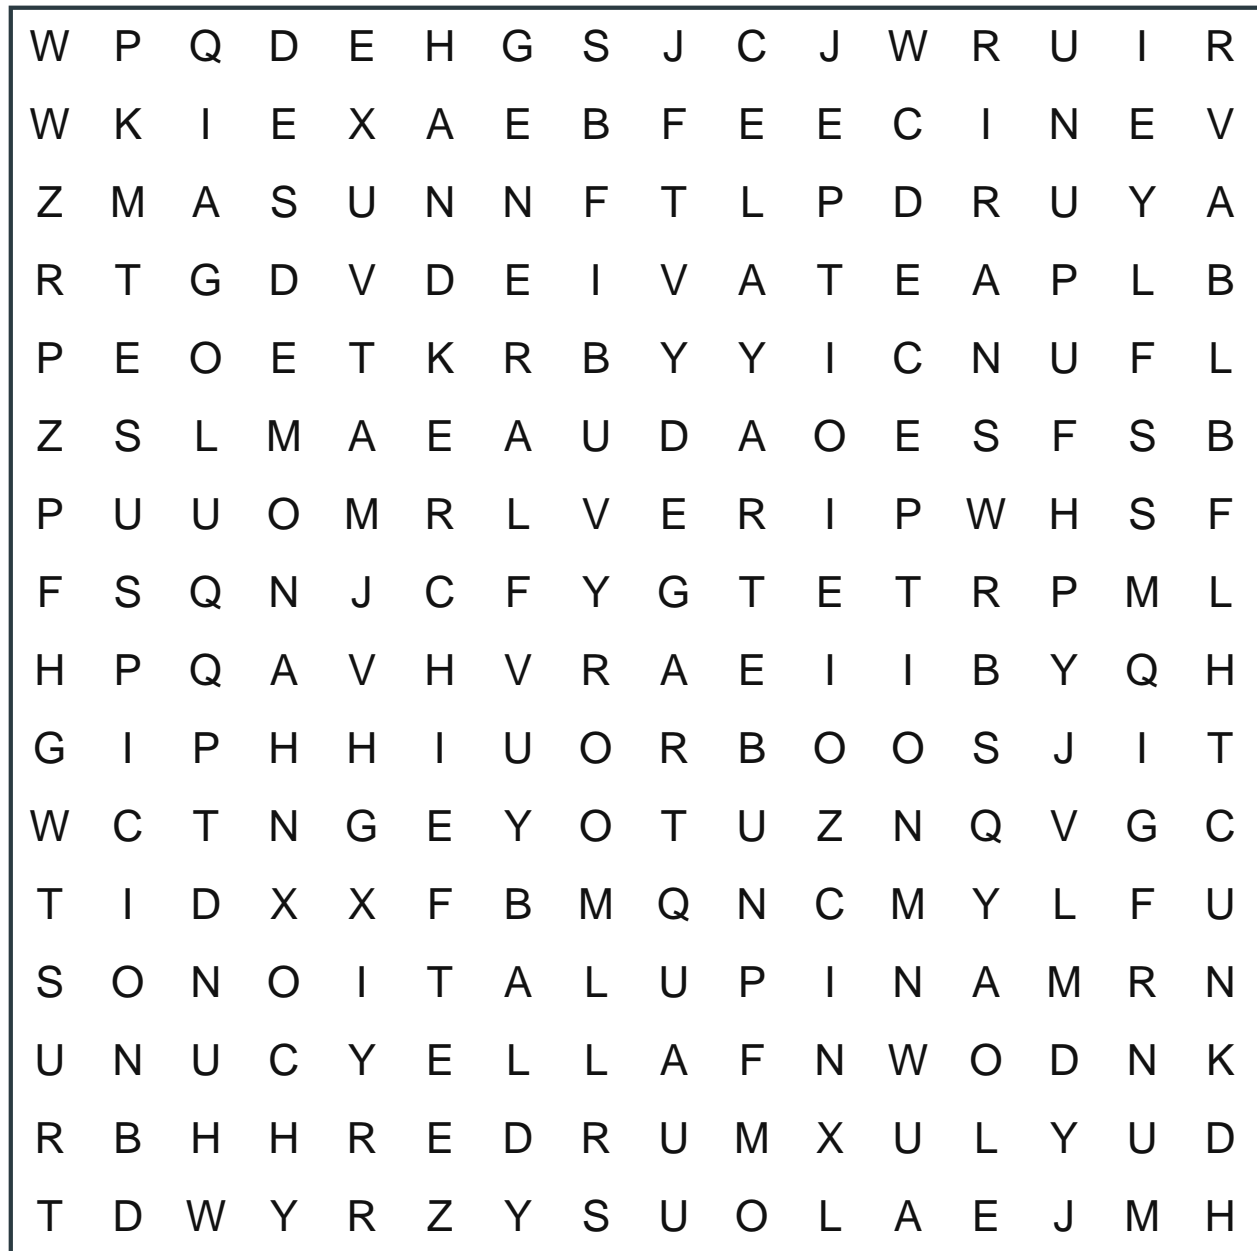 W P Q D E H G S J C J W R U I R
W K I E X A E B F E E C I N E V
Z M A S U N N F T L P D R U Y A
R T G D V D E I V A T E A P L B
P E O E T K R B Y Y I C N U F L
Z S L M A E A U D A O E S F S B
P U U O M R L V E R I P W H S F
F S Q N J C F Y G T E T R P M L
H P Q A V H V R A E I I B Y Q H
G I P H H I U O R B O O S J I T
W C T N G E Y O T U Z N Q V G C
T I D X X F B M Q N C M Y L F U
S O N O I T A L U P I N A M R N
U N U C Y E L L A F N W O D N K
R B H H R E D R U M X U L Y U D
T D W Y R Z Y S U O L A E J M H